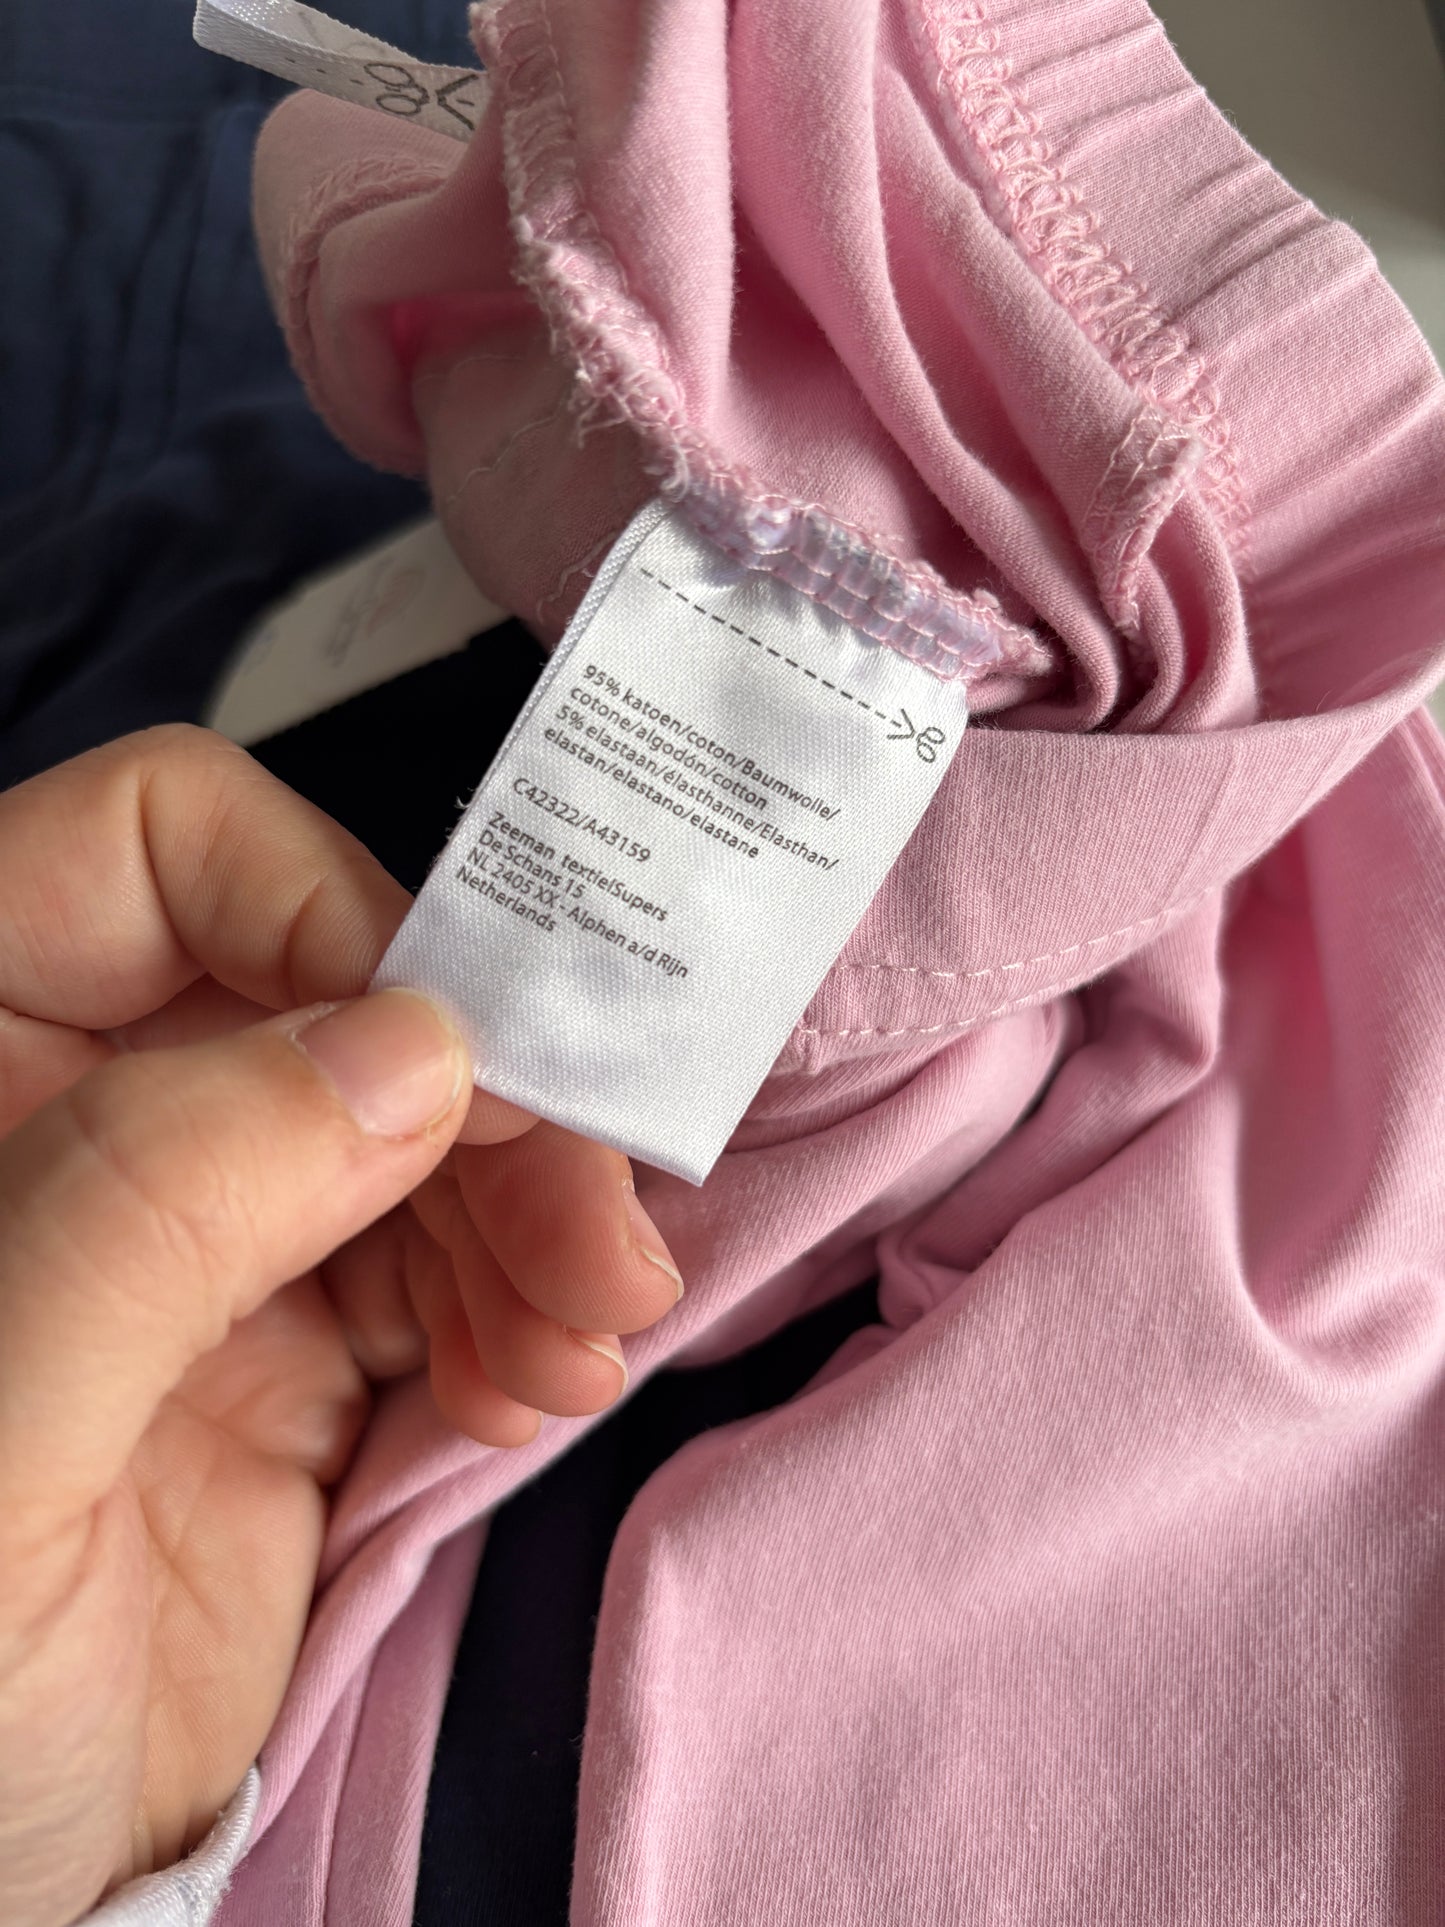 95% katoen/coton/Baumwolle/
cotone/algodón/cotton
5% elastaan/élasthanne/Elasthan/
elastan/elastano/elastane
C42322/A43159
Zeeman textielSupers
De Schans 15
NL 2405 XX - Alphen a/d Rijn
Netherlands